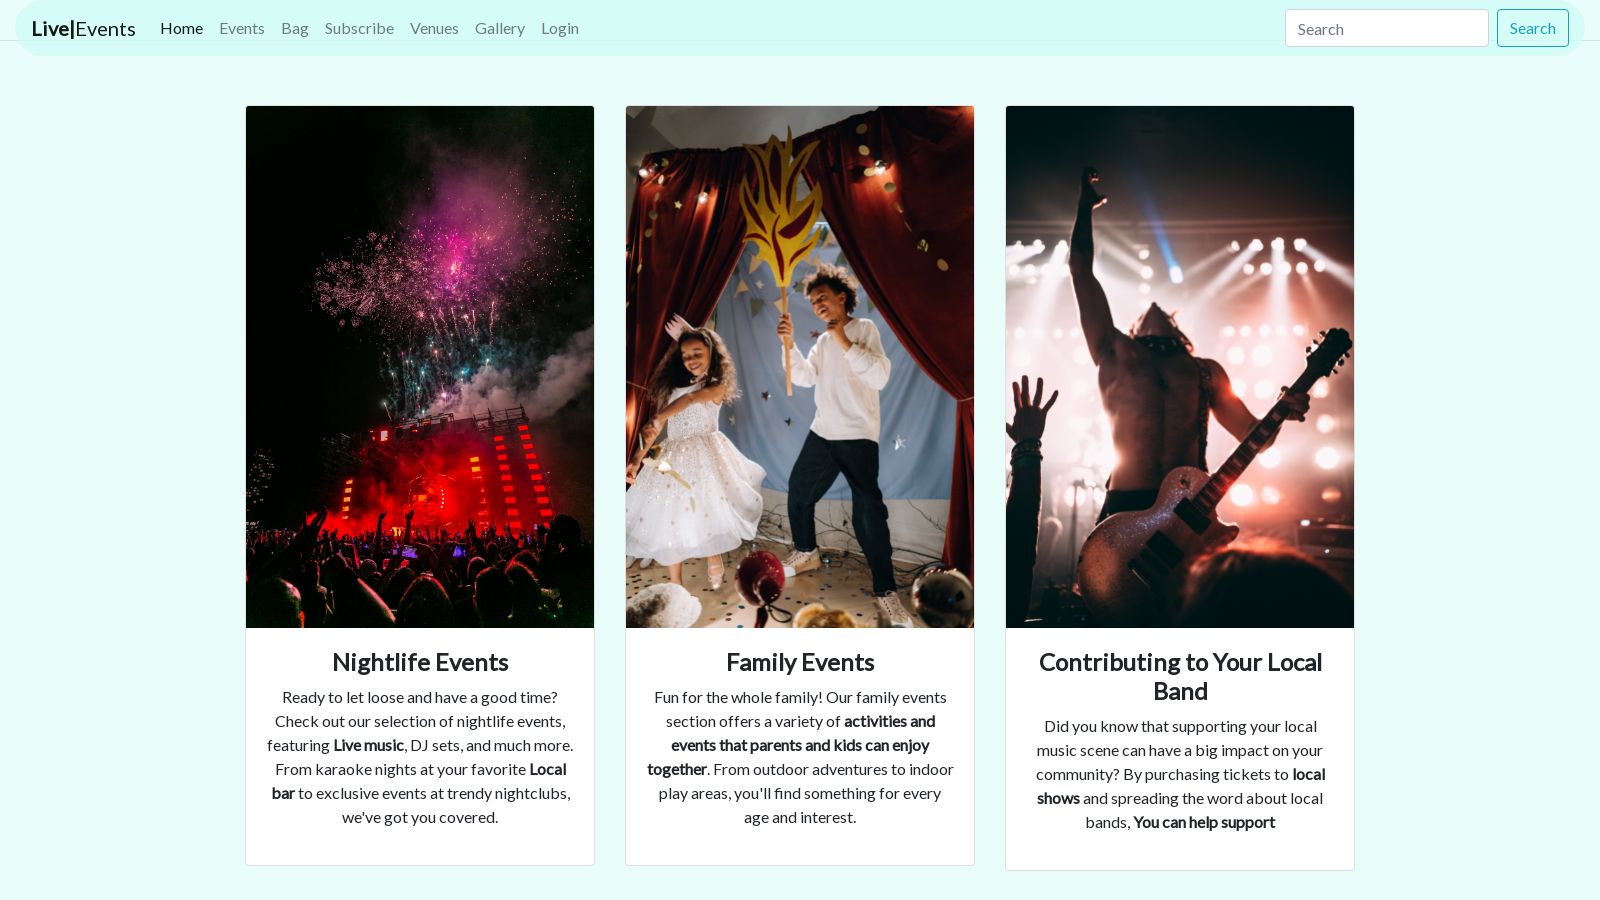 Live|Events Home Events Bag Subscribe Venues Gallery Login Search Search
Nightlife Events
Ready to let loose and have a good time?
Check out our selection of nightlife events,
featuring Live music, DJ sets, and much more.
From karaoke nights at your favorite Local
bar to exclusive events at trendy nightclubs,
we've got you covered.
Family Events
Fun for the whole family! Our family events
section offers a variety of activities and
events that parents and kids can enjoy
together. From outdoor adventures to indoor
play areas, you'll find something for every
age and interest.
Contributing to Your Local
Band
Did you know that supporting your local
music scene can have a big impact on your
community? By purchasing tickets to local
shows and spreading the word about local
bands, You can help support